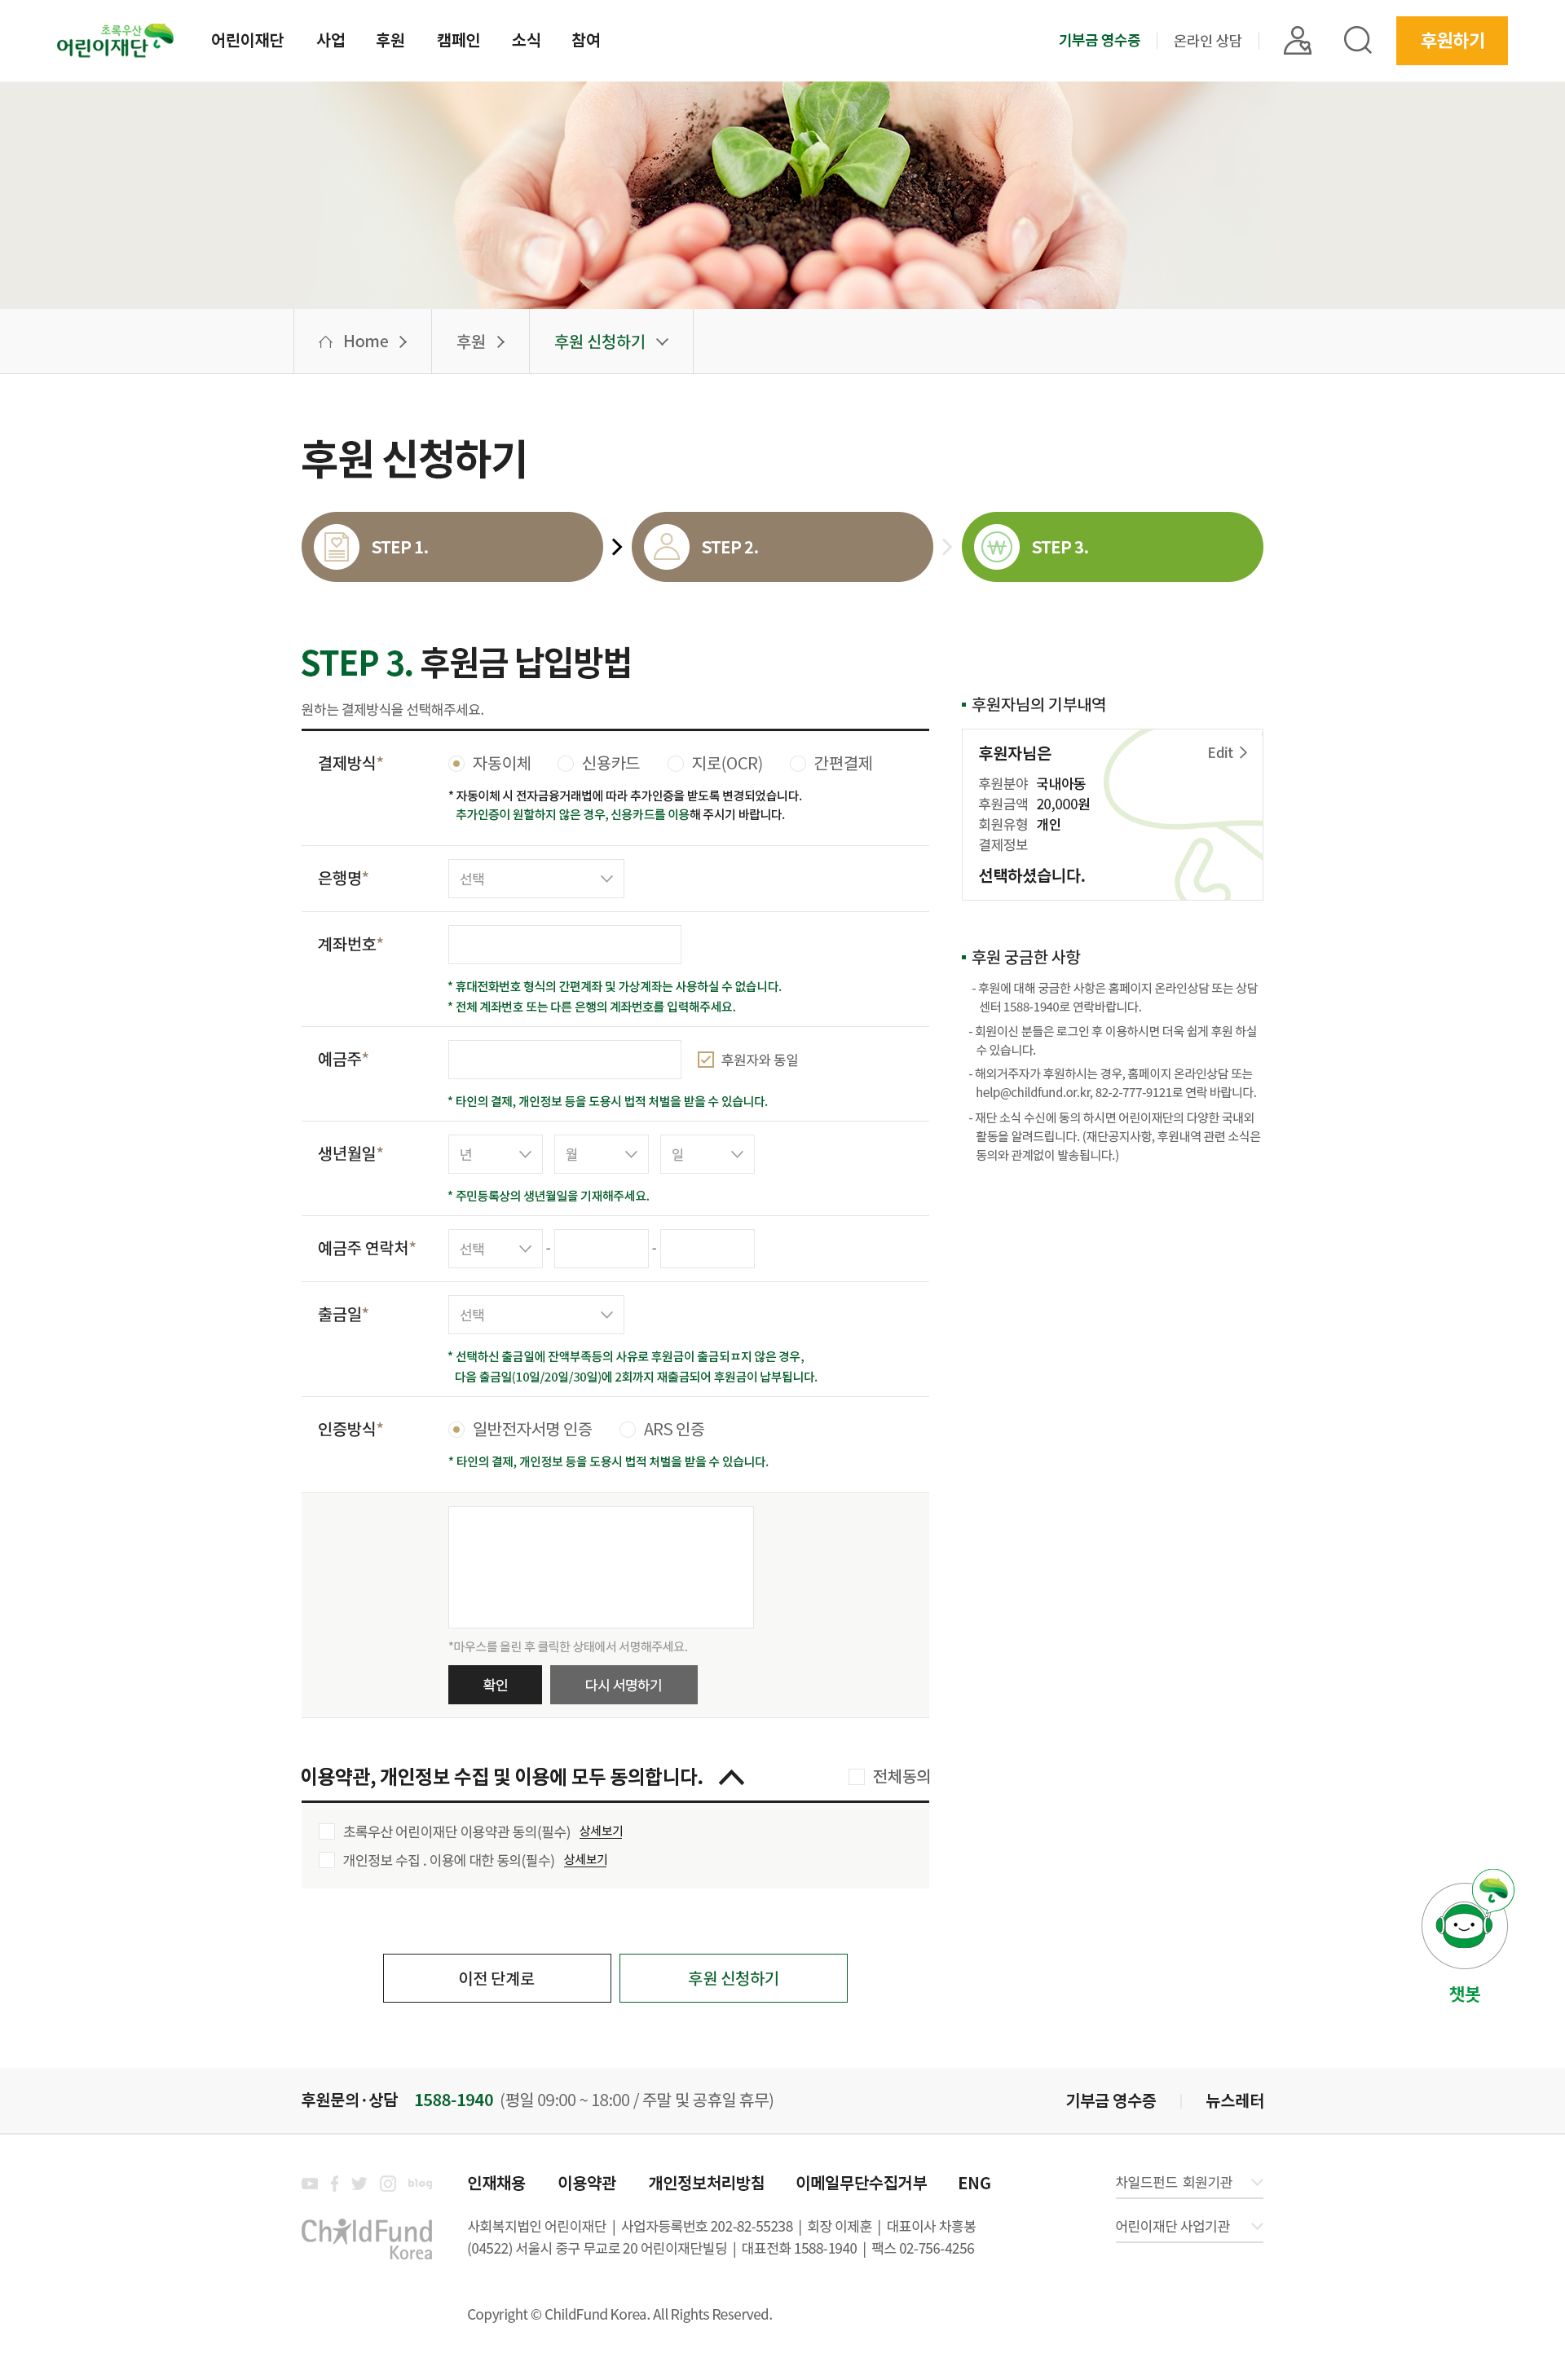 초록우산
어린이재단
어린이재단 사업 후원 캠페인 소식 참여
기부금 영수증 온라인 상담 후원하기
Home 후원 후원 신청하기
후원 신청하기
STEP 1. STEP 2. STEP 3.
STEP 3. 후원금 납입방법
원하는 결제방식을 선택해주세요.
결제방식* 자동이체 신용카드 지로(OCR) 간편결제
* 자동이체 시 전자금융거래법에 따라 추가인증을 받도록 변경되었습니다.
추가인증이 원할하지 않은 경우, 신용카드를 이용해 주시기 바랍니다.
은행명* 선택
계좌번호*
* 휴대전화번호 형식의 간편계좌 및 가상계좌는 사용하실 수 없습니다.
* 전체 계좌번호 또는 다른 은행의 계좌번호를 입력해주세요.
예금주* 후원자와 동일
* 타인의 결제, 개인정보 등을 도용시 법적 처벌을 받을 수 있습니다.
생년월일* 년 월 일
* 주민등록상의 생년월일을 기재해주세요.
예금주 연락처* 선택 - -
출금일* 선택
* 선택하신 출금일에 잔액부족등의 사유로 후원금이 출금되ㅍ지 않은 경우,
다음 출금일(10일/20일/30일)에 2회까지 재출금되어 후원금이 납부됩니다.
인증방식* 일반전자서명 인증 ARS 인증
* 타인의 결제, 개인정보 등을 도용시 법적 처벌을 받을 수 있습니다.
*마우스를 올린 후 클릭한 상태에서 서명해주세요.
확인 다시 서명하기
이용약관, 개인정보 수집 및 이용에 모두 동의합니다. 전체동의
초록우산 어린이재단 이용약관 동의(필수) 상세보기
개인정보 수집 . 이용에 대한 동의(필수) 상세보기
이전 단계로 후원 신청하기
후원자님의 기부내역
후원자님은 Edit
후원분야 국내아동
후원금액 20,000원
회원유형 개인
결제정보
선택하셨습니다.
후원 궁금한 사항
- 후원에 대해 궁금한 사항은 홈페이지 온라인상담 또는 상담
센터 1588-1940로 연락바랍니다.
- 회원이신 분들은 로그인 후 이용하시면 더욱 쉽게 후원 하실
수 있습니다.
- 해외거주자가 후원하시는 경우, 홈페이지 온라인상담 또는
help@childfund.or.kr, 82-2-777-9121로 연락 바랍니다.
- 재단 소식 수신에 동의 하시면 어린이재단의 다양한 국내외
활동을 알려드립니다. (재단공지사항, 후원내역 관련 소식은
동의와 관계없이 발송됩니다.)
챗봇
후원문의·상담 1588-1940 (평일 09:00 ~ 18:00 / 주말 및 공휴일 휴무)
기부금 영수증 뉴스레터
blog
인재채용 이용약관 개인정보처리방침 이메일무단수집거부 ENG
차일드펀드 회원기관
ChildFund
Korea
사회복지법인 어린이재단 | 사업자등록번호 202-82-55238 | 회장 이제훈 | 대표이사 차흥봉
(04522) 서울시 중구 무교로 20 어린이재단빌딩 | 대표전화 1588-1940 | 팩스 02-756-4256
어린이재단 사업기관
Copyright © ChildFund Korea. All Rights Reserved.